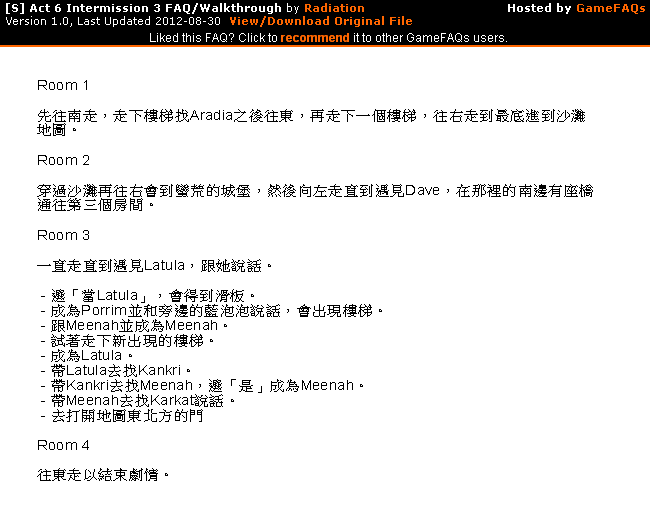 [S] Act 6 Intermission 3 FAQ/Walkthrough by Radiation Hosted by GameFAQs
Version 1.0, Last Updated 2012-08-30 View/Download Original File
Liked this FAQ? Click to recommend it to other GameFAQs users.
Room 1
先往南走，走下樓梯找Aradia之後往東，再走下一個樓梯，往右走到最底進到沙灘
地圖。
Room 2
穿過沙灘再往右會到蠻荒的城堡，然後向左走直到遇見Dave，在那裡的南邊有座橋
通往第三個房間。
Room 3
一直走直到遇見Latula，跟她說話。
- 選「當Latula」，會得到滑板。
- 成為Porrim並和旁邊的藍泡泡說話，會出現樓梯。
- 跟Meenah並成為Meenah。
- 試著走下新出現的樓梯。
- 成為Latula。
- 帶Latula去找Kankri。
- 帶Kankri去找Meenah，選「是」成為Meenah。
- 帶Meenah去找Karkat說話。
- 去打開地圖東北方的門
Room 4
往東走以結束劇情。